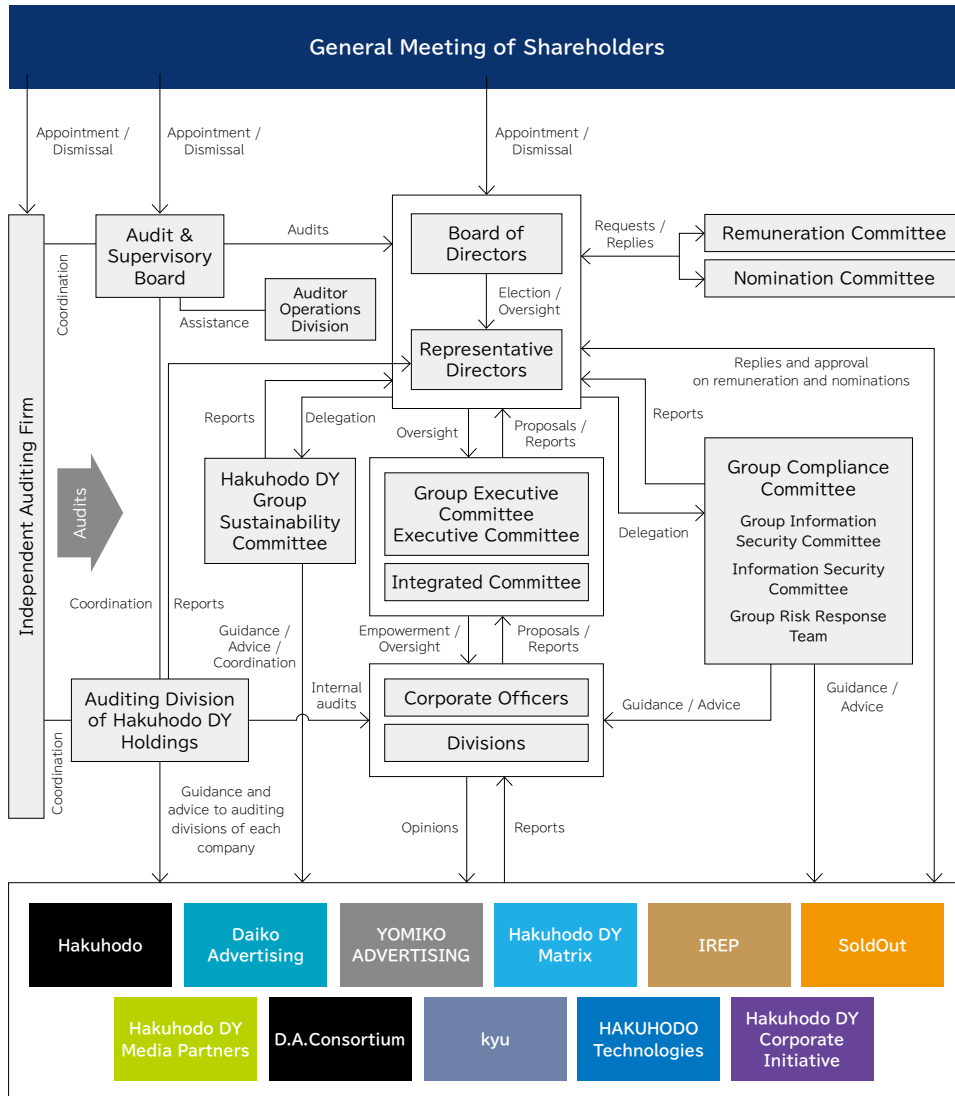 General Meeting of Shareholders
Appointment /
Dismissal
Appointment /
Dismissal
Appointment /
Dismissal
Independent Auditing Firm
Coordination
Audit &
Supervisory
Board
Audits
Assistance
Auditor
Operations
Division
Board of
Directors
Election /
Oversight
Representative
Directors
Requests /
Replies
Remuneration Committee
Nomination Committee
Replies and approval
on remuneration and nominations
Reports
Delegation
Oversight
Proposals /
Reports
Reports
Delegation
Audits
Hakuhodo DY
Group
Sustainability
Committee
Group Executive
Committee
Executive Committee
Integrated Committee
Group Compliance
Committee
Group Information
Security Committee
Information Security
Committee
Group Risk Response
Team
Coordination
Reports
Guidance /
Advice /
Coordination
Empowerment /
Oversight
Proposals /
Reports
Auditing Division
of Hakuhodo DY
Holdings
Internal
audits
Corporate Officers
Divisions
Guidance / Advice
Guidance /
Advice
Coordination
Guidance and
advice to auditing
divisions of each
company
Opinions
Reports
Hakuhodo
Daiko
Advertising
YOMIKO
ADVERTISING
Hakuhodo DY
Matrix
IREP
SoldOut
Hakuhodo DY
Media Partners
D.A.Consortium
kyu
HAKUHODO
Technologies
Hakuhodo DY
Corporate
Initiative